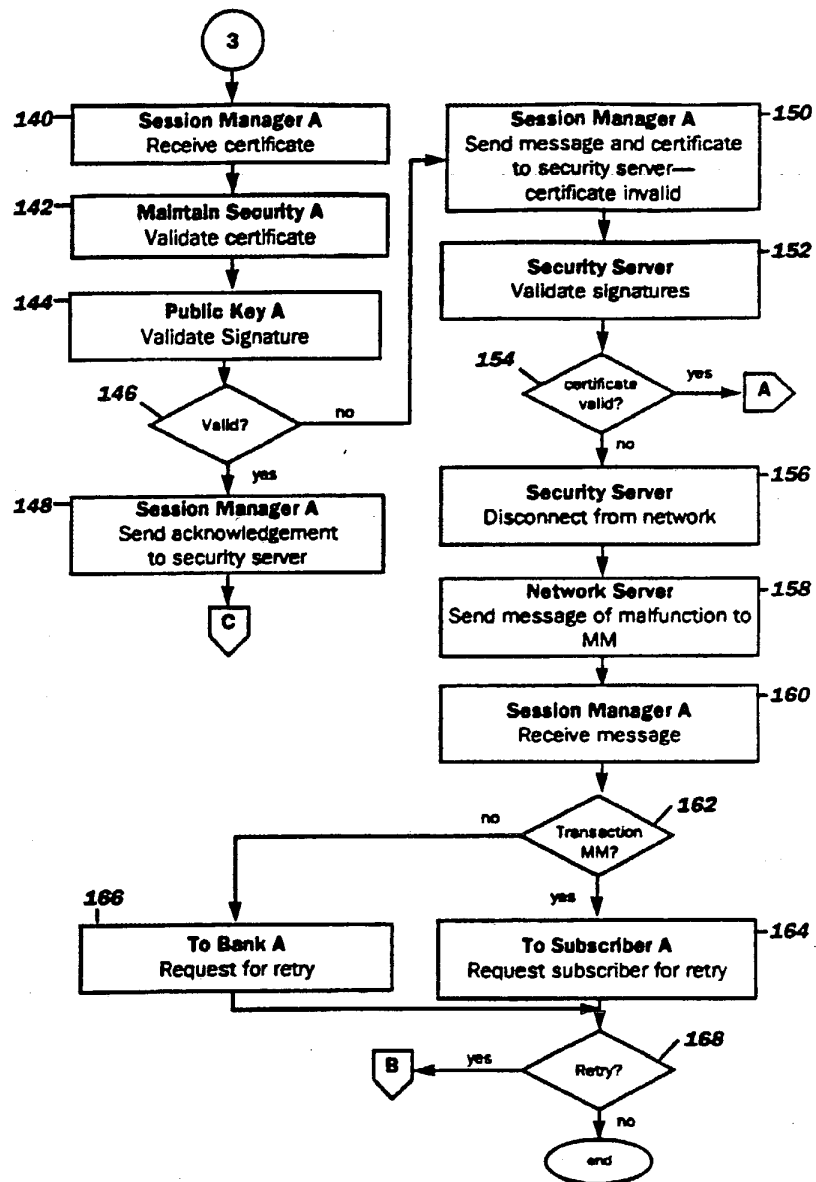 3
140
Session Manager A
Receive certificate
142
Maintain Security A
Validate certificate
144
Public Key A
Validate Signature
146
Valid?
no
yes
148
Session Manager A
Send acknowledgement
to security server
C
150
Session Manager A
Send message and certificate
to security server—
certificate invalid
152
Security Server
Validate signatures
154
certificate
valid?
yes
A
no
156
Security Server
Disconnect from network
158
Network Server
Send message of malfunction to
MM
160
Session Manager A
Receive message
162
Transaction
MM?
no
yes
166
To Bank A
Request for retry
164
To Subscriber A
Request subscriber for retry
168
Retry?
yes
B
no
end